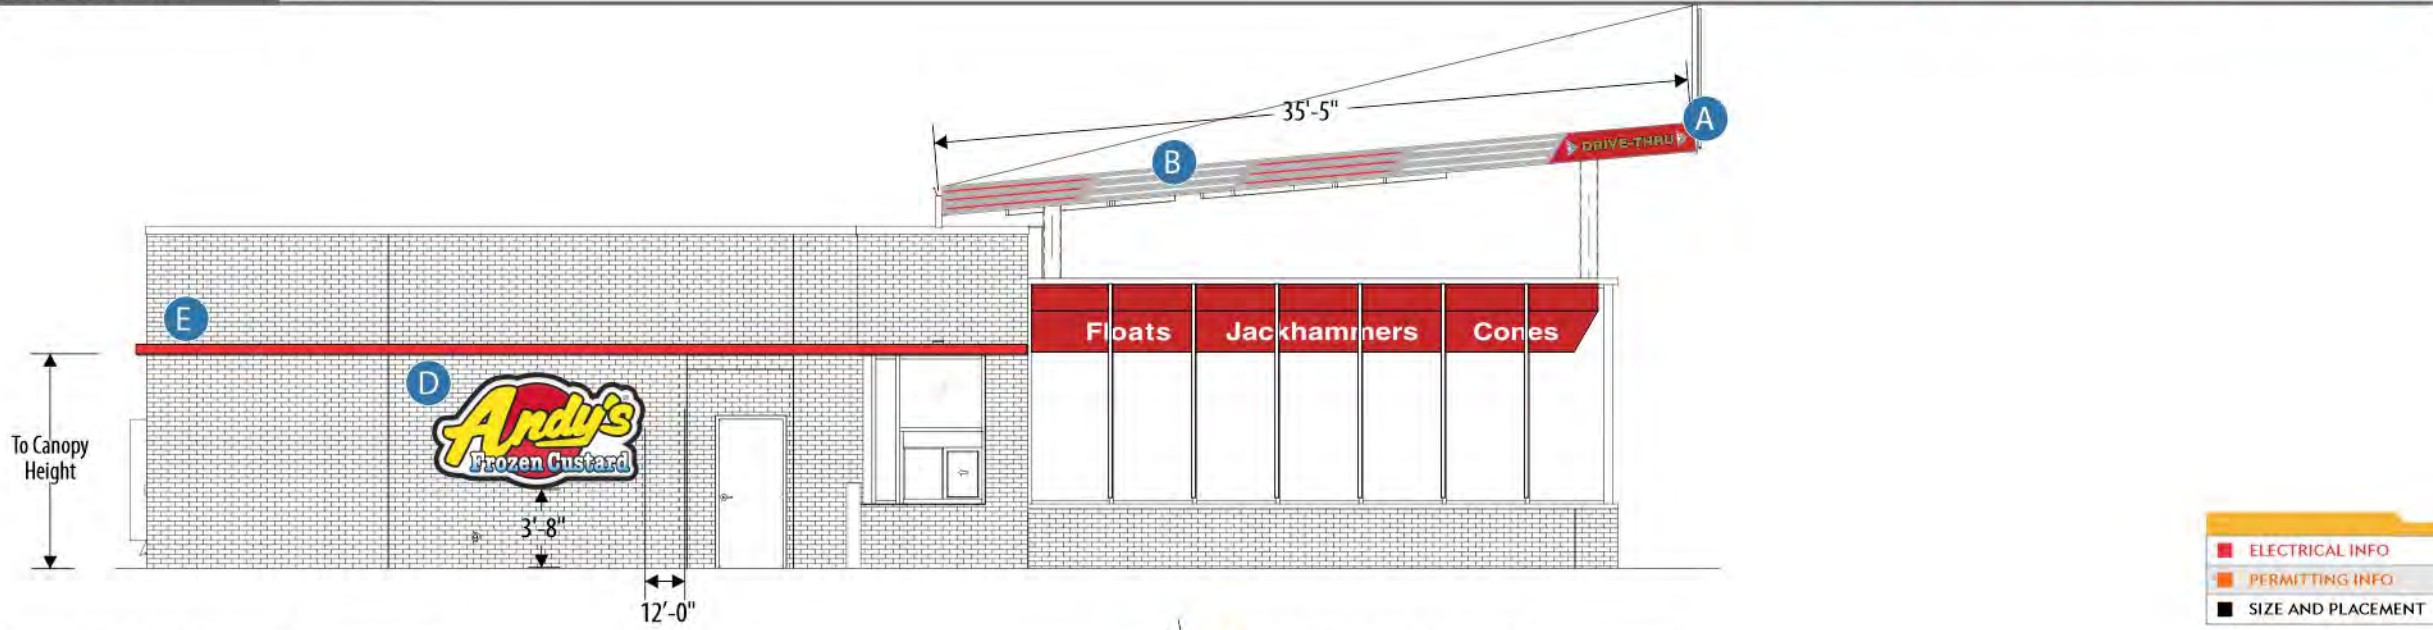 35'-5"
A
B
DRIVE-THRU
E
Floats Jackhammers Cones
D
Andy's
Frozen Custard
To Canopy
Height
3'-8"
12'-0"
ELECTRICAL INFO
PERMITTING INFO
SIZE AND PLACEMENT